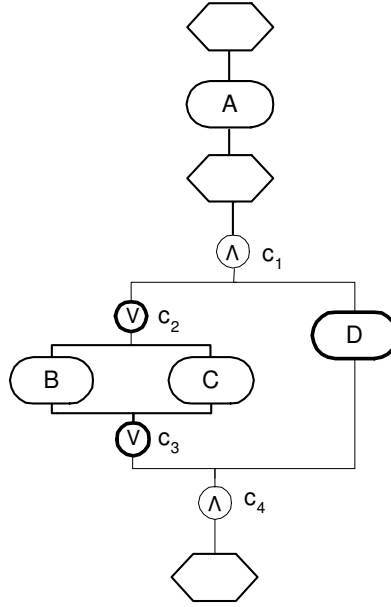 A
Λ c₁
V c₂
D
B C
V c₃
Λ c₄